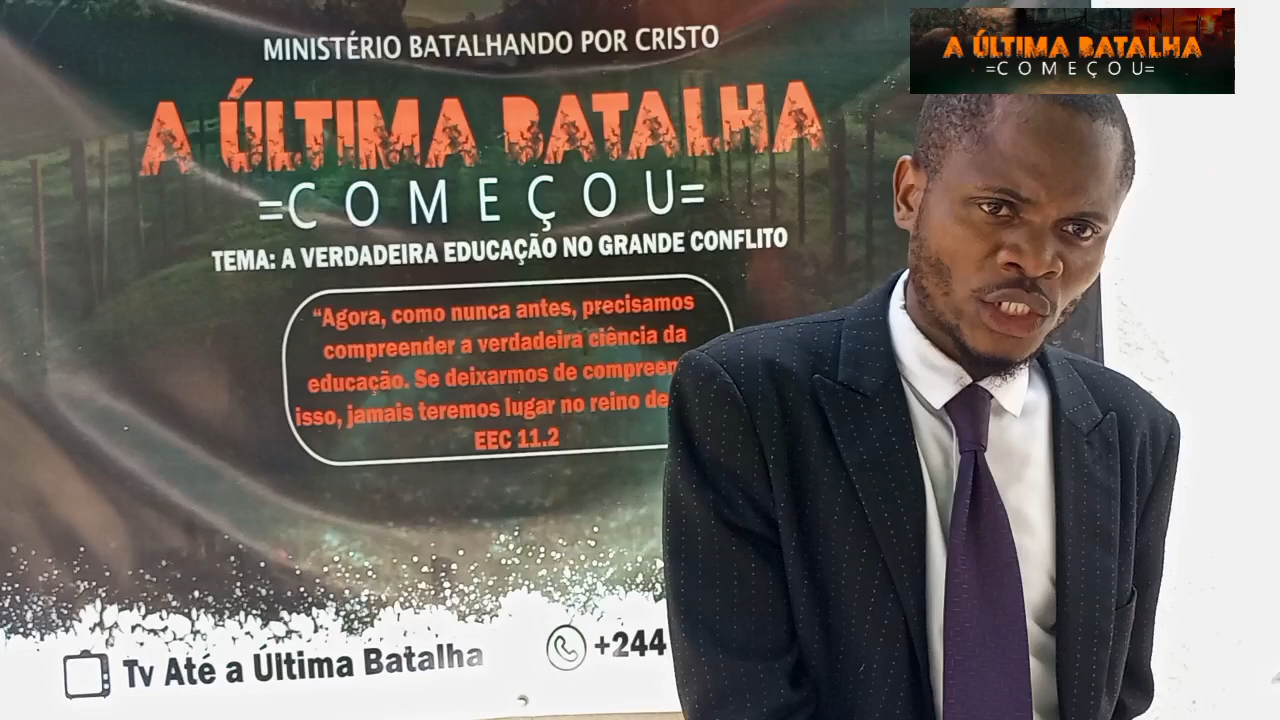 MINISTÉRIO BATALHANDO POR CRISTO
A ÚLTIMA BATALHA
=COMEÇOU=
TEMA: A VERDADEIRA EDUCAÇÃO NO GRANDE CONFLITO
“Agora, como nunca antes, precisamos
compreender a verdadeira ciência da
educação. Se deixarmos de
isso, jamais teremos lugar no reino de
EEC 11.2
Tv Até a Última Batalha
+244
A ÚLTIMA BATALHA
=COMEÇOU=